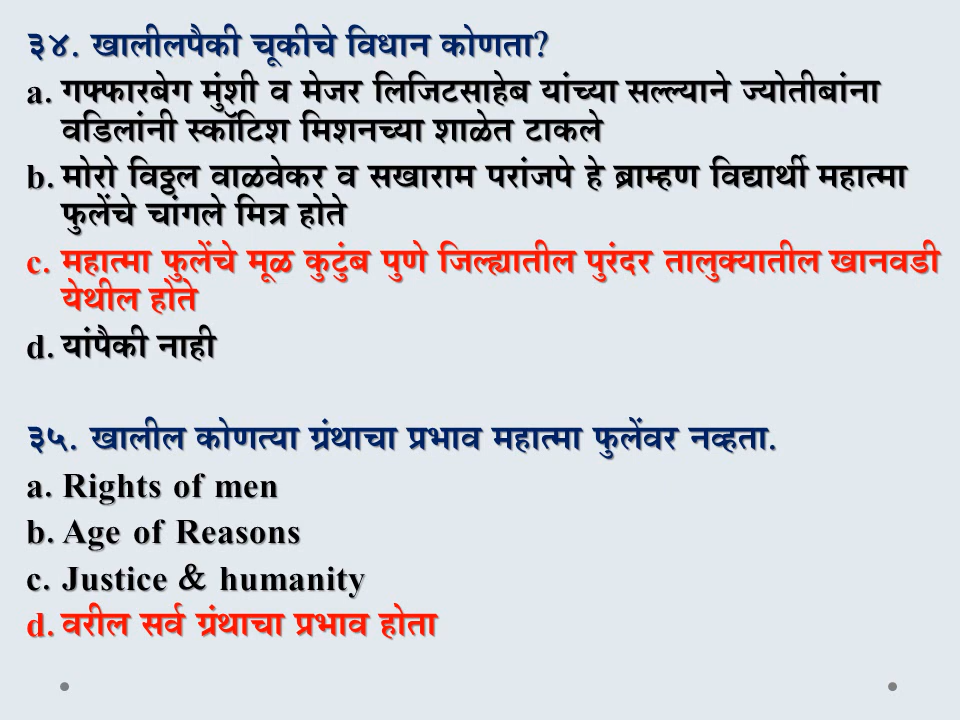 ३४. खालीलपैकी चूकीचे विधान कोणता?
a. गफ्फारबेग मुंशी व मेजर लिजिटसाहेब यांच्या सल्ल्याने ज्योतीबांना
वडिलांनी स्कॉटिश मिशनच्या शाळेत टाकले
b. मोरो विठ्ठल वाळवेकर व सखाराम परांजपे हे ब्राम्हण विद्यार्थी महात्मा
फुलेंचे चांगले मित्र होते
c. महात्मा फुलेंचे मूळ कुटुंब पुणे जिल्ह्यातील पुरंदर तालुक्यातील खानवडी
येथील होते
d. यांपैकी नाही
३५. खालील कोणत्या ग्रंथाचा प्रभाव महात्मा फुलेंवर नव्हता.
a. Rights of men
b. Age of Reasons
c. Justice & humanity
d. वरील सर्व ग्रंथाचा प्रभाव होता